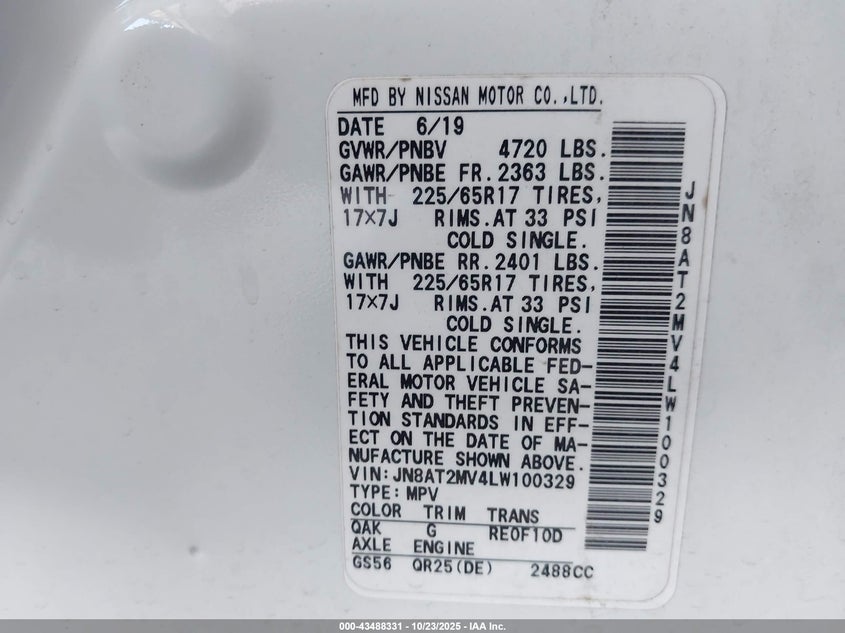 MFD BY NISSAN MOTOR CO.,LTD.
DATE 6/19
GVWR/PNBV 4720 LBS.
GAWR/PNBE FR. 2363 LBS.
WITH 225/65R17 TIRES,
17x7J RIMS.AT 33 PSI
COLD SINGLE.
GAWR/PNBE RR. 2401 LBS.
WITH 225/65R17 TIRES,
17x7J RIMS.AT 33 PSI
COLD SINGLE.
THIS VEHICLE CONFORMS
TO ALL APPLICABLE FED-
ERAL MOTOR VEHICLE SA-
FETY AND THEFT PREVEN-
TION STANDARDS IN EFF-
ECT ON THE DATE OF MA-
NUFACTURE SHOWN ABOVE.
VIN:JN8AT2MV4LW100329
TYPE:MPV
COLOR TRIM TRANS
QAK G RE0F10D
AXLE ENGINE
GS56 QR25(DE) 2488CC
JN8AT2MV4LW100329
000-43488331 - 10/23/2025 - IAA Inc.